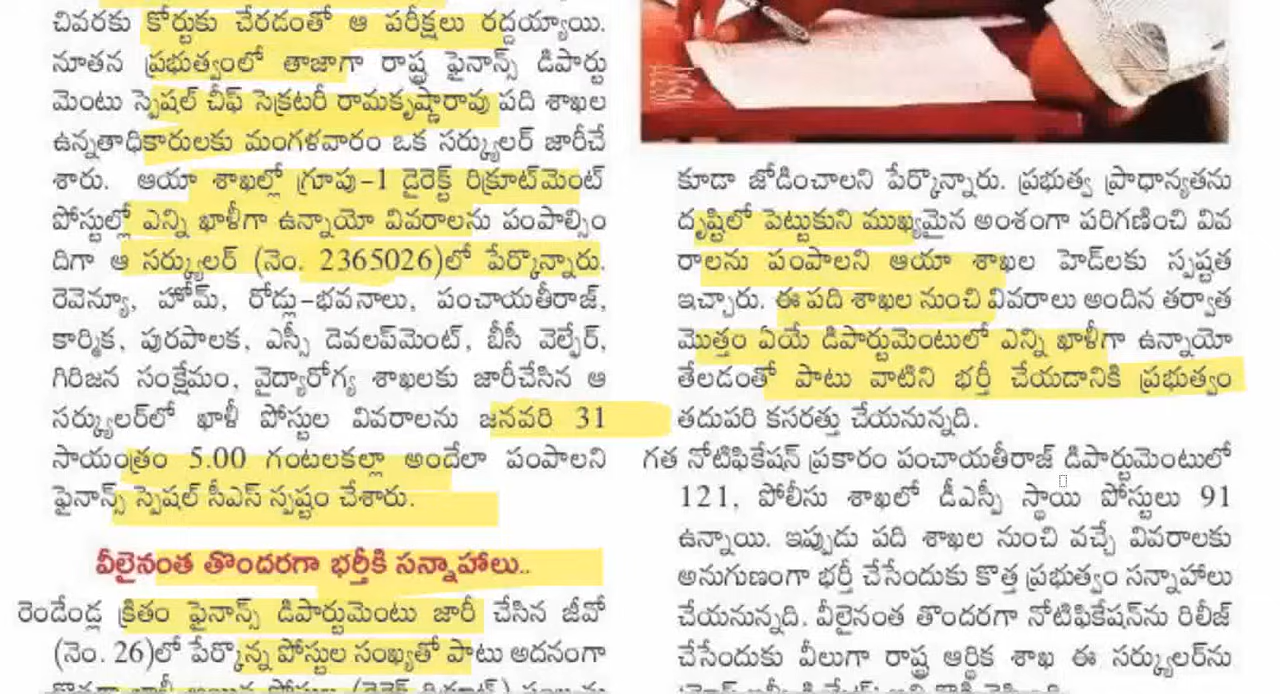 చివరకు కోర్టుకు చేరడంతో ఆ పరీక్షలు రద్దయ్యాయి.
నూతన ప్రభుత్వంలో తాజాగా రాష్ట్ర ఫైనాన్స్ డిపార్టు
మెంటు స్పెషల్ చీఫ్ సెక్రటరీ రామకృష్ణారావు పది శాఖల
ఉన్నతాధికారులకు మంగళవారం ఒక సర్క్యులర్ జారీచే
శారు. ఆయా శాఖల్లో గ్రూపు-1 డైరెక్ట్ రిక్రూట్‌మెంట్
పోస్టుల్లో ఎన్ని ఖాళీగా ఉన్నాయో వివరాలను పంపాల్సిం
దిగా ఆ సర్క్యులర్ (నెం. 2365026)లో పేర్కొన్నారు.
రెవెన్యూ, హోమ్, రోడ్లు-భవనాలు, పంచాయతీరాజ్,
కార్మిక, పురపాలక, ఎస్సీ డెవలప్‌మెంట్, బీసీ వెల్ఫేర్,
గిరిజన సంక్షేమం, వైద్యారోగ్య శాఖలకు జారీచేసిన ఆ
సర్క్యులర్‌లో ఖాళీ పోస్టుల వివరాలను జనవరి 31
సాయంత్రం 5.00 గంటలకల్లా అందేలా పంపాలని
ఫైనాన్స్ స్పెషల్ సీఎస్ స్పష్టం చేశారు.
వీలైనంత తొందరగా భర్తీకి సన్నాహాలు..
రెండేండ్ల క్రితం ఫైనాన్స్ డిపార్టుమెంటు జారీ చేసిన జీవో
(నెం. 26)లో పేర్కొన్న పోస్టుల సంఖ్యతో పాటు అదనంగా
కూడా జోడించాలని పేర్కొన్నారు. ప్రభుత్వ ప్రాధాన్యతను
దృష్టిలో పెట్టుకుని ముఖ్యమైన అంశంగా పరిగణించి వివ
రాలను పంపాలని ఆయా శాఖల హెడ్‌లకు స్పష్టత
ఇచ్చారు. ఈ పది శాఖల నుంచి వివరాలు అందిన తర్వాత
మొత్తం ఏయే డిపార్టుమెంటులో ఎన్ని ఖాళీగా ఉన్నాయో
తేలడంతో పాటు వాటిని భర్తీ చేయడానికి ప్రభుత్వం
తదుపరి కసరత్తు చేయనున్నది.
గత నోటిఫికేషన్ ప్రకారం పంచాయతీరాజ్ డిపార్టుమెంటులో
121, పోలీసు శాఖలో డీఎస్పీ స్థాయి పోస్టులు 91
ఉన్నాయి. ఇప్పుడు పది శాఖల నుంచి వచ్చే వివరాలకు
అనుగుణంగా భర్తీ చేసేందుకు కొత్త ప్రభుత్వం సన్నాహాలు
చేయనున్నది. వీలైనంత తొందరగా నోటిఫికేషన్‌ను రిలీజ్
చేసేందుకు వీలుగా రాష్ట్ర ఆర్థిక శాఖ ఈ సర్క్యులర్‌ను